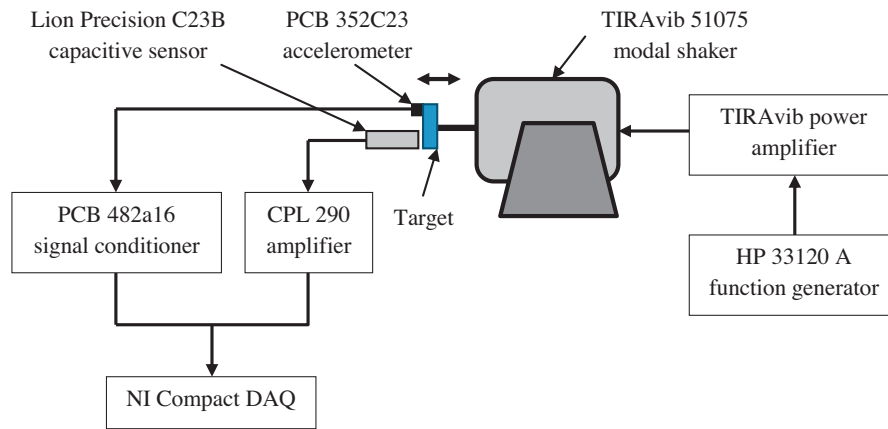 Lion Precision C23B
capacitive sensor
PCB 352C23
accelerometer
TIRAvib 51075
modal shaker
TIRAvib power
amplifier
PCB 482a16
signal conditioner
CPL 290
amplifier
Target
HP 33120 A
function generator
NI Compact DAQ